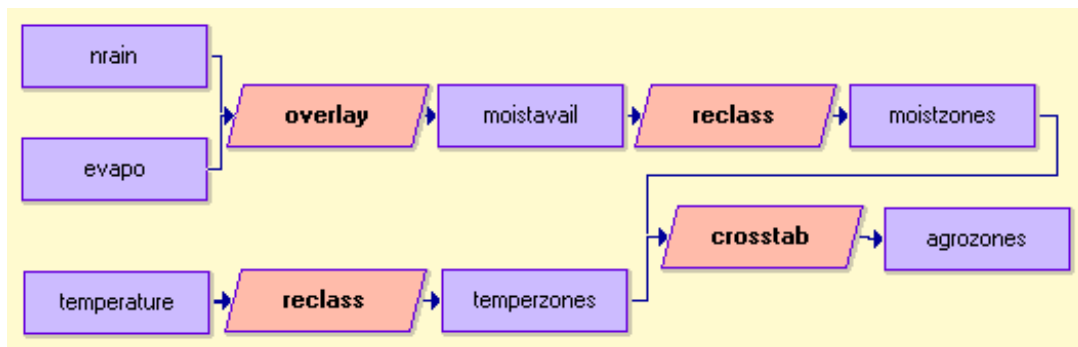 nrain
overlay
moistavail
reclass
moistzones
evapo
crosstab
agrozones
temperature
reclass
temperzones